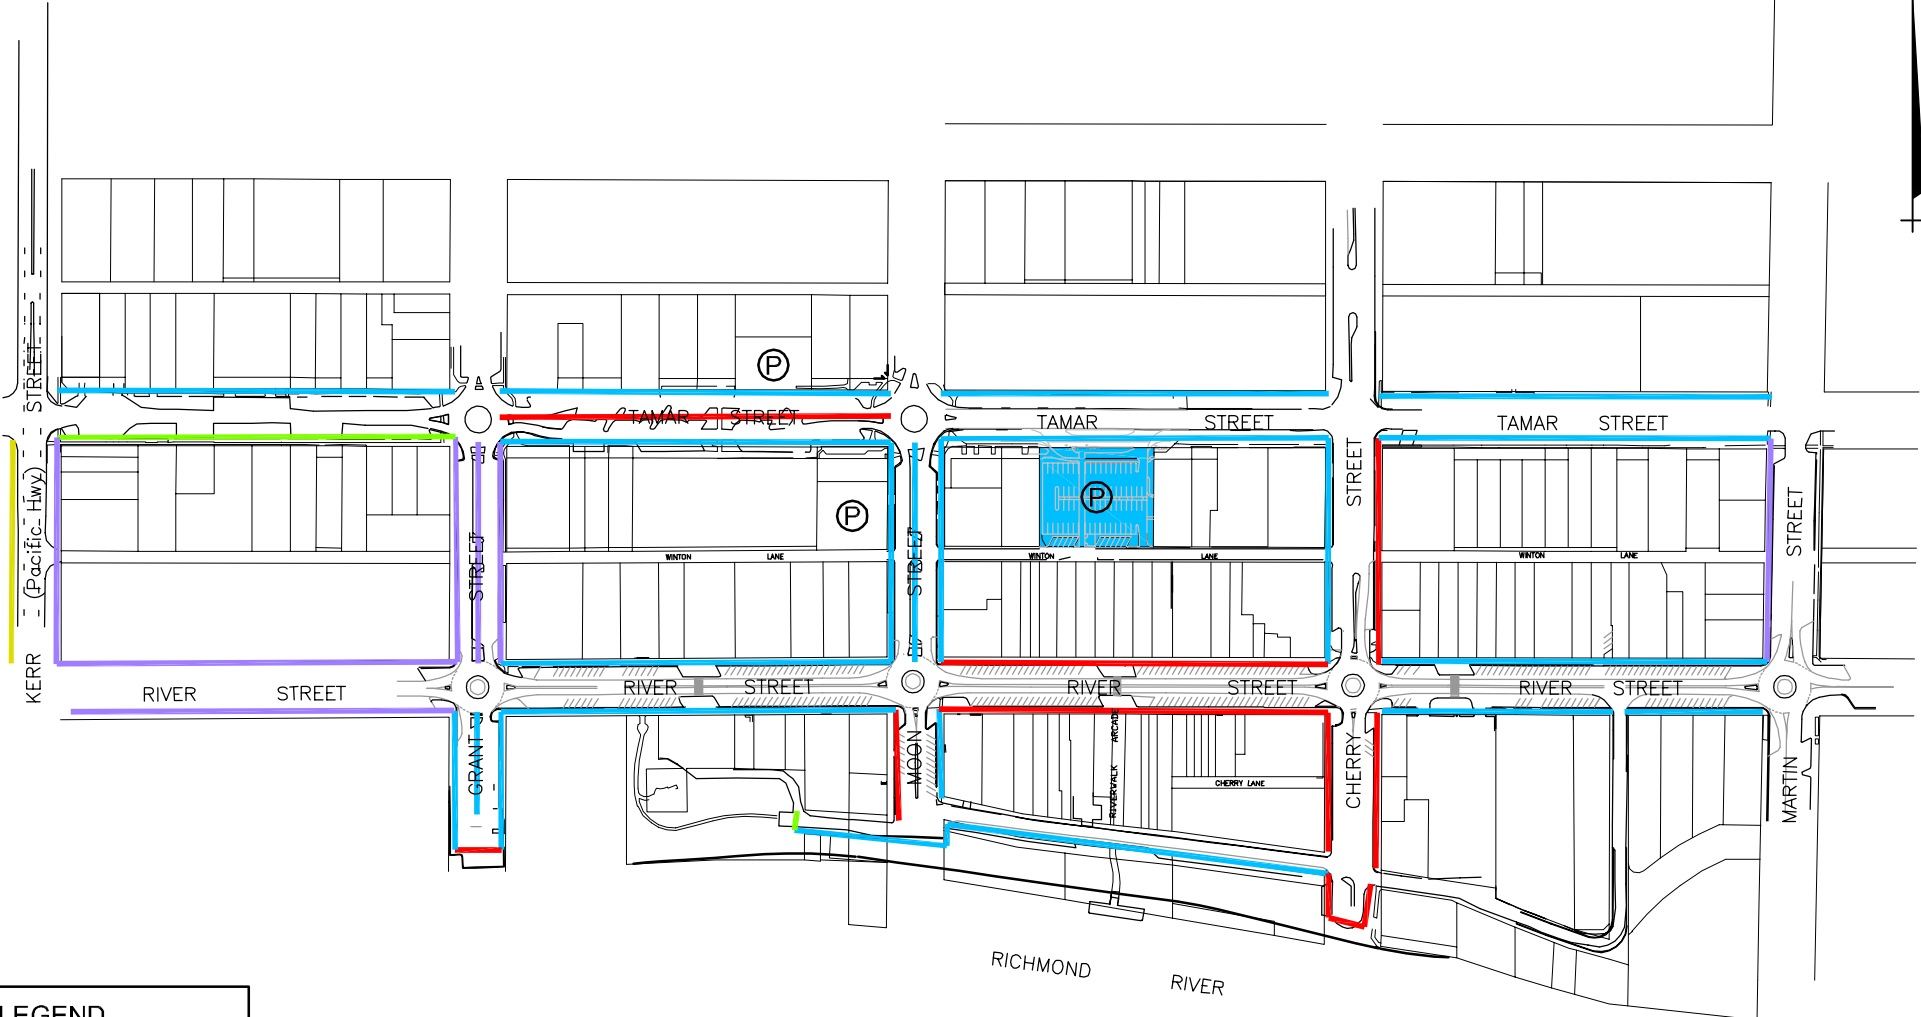 P
TAMAR STREET
TAMAR STREET
TAMAR STREET
STREET
KERR (Pacific Hwy) STREET
P
P
STREET
STREET
STREET
WINTON LANE
WINTON LANE
WINTON LANE
RIVER STREET
RIVER STREET
RIVER STREET
RIVER STREET
GRANT
MOON
RIVERWALK ARCADE
CHERRY LANE
CHERRY
MARTIN
RICHMOND RIVER
LEGEND